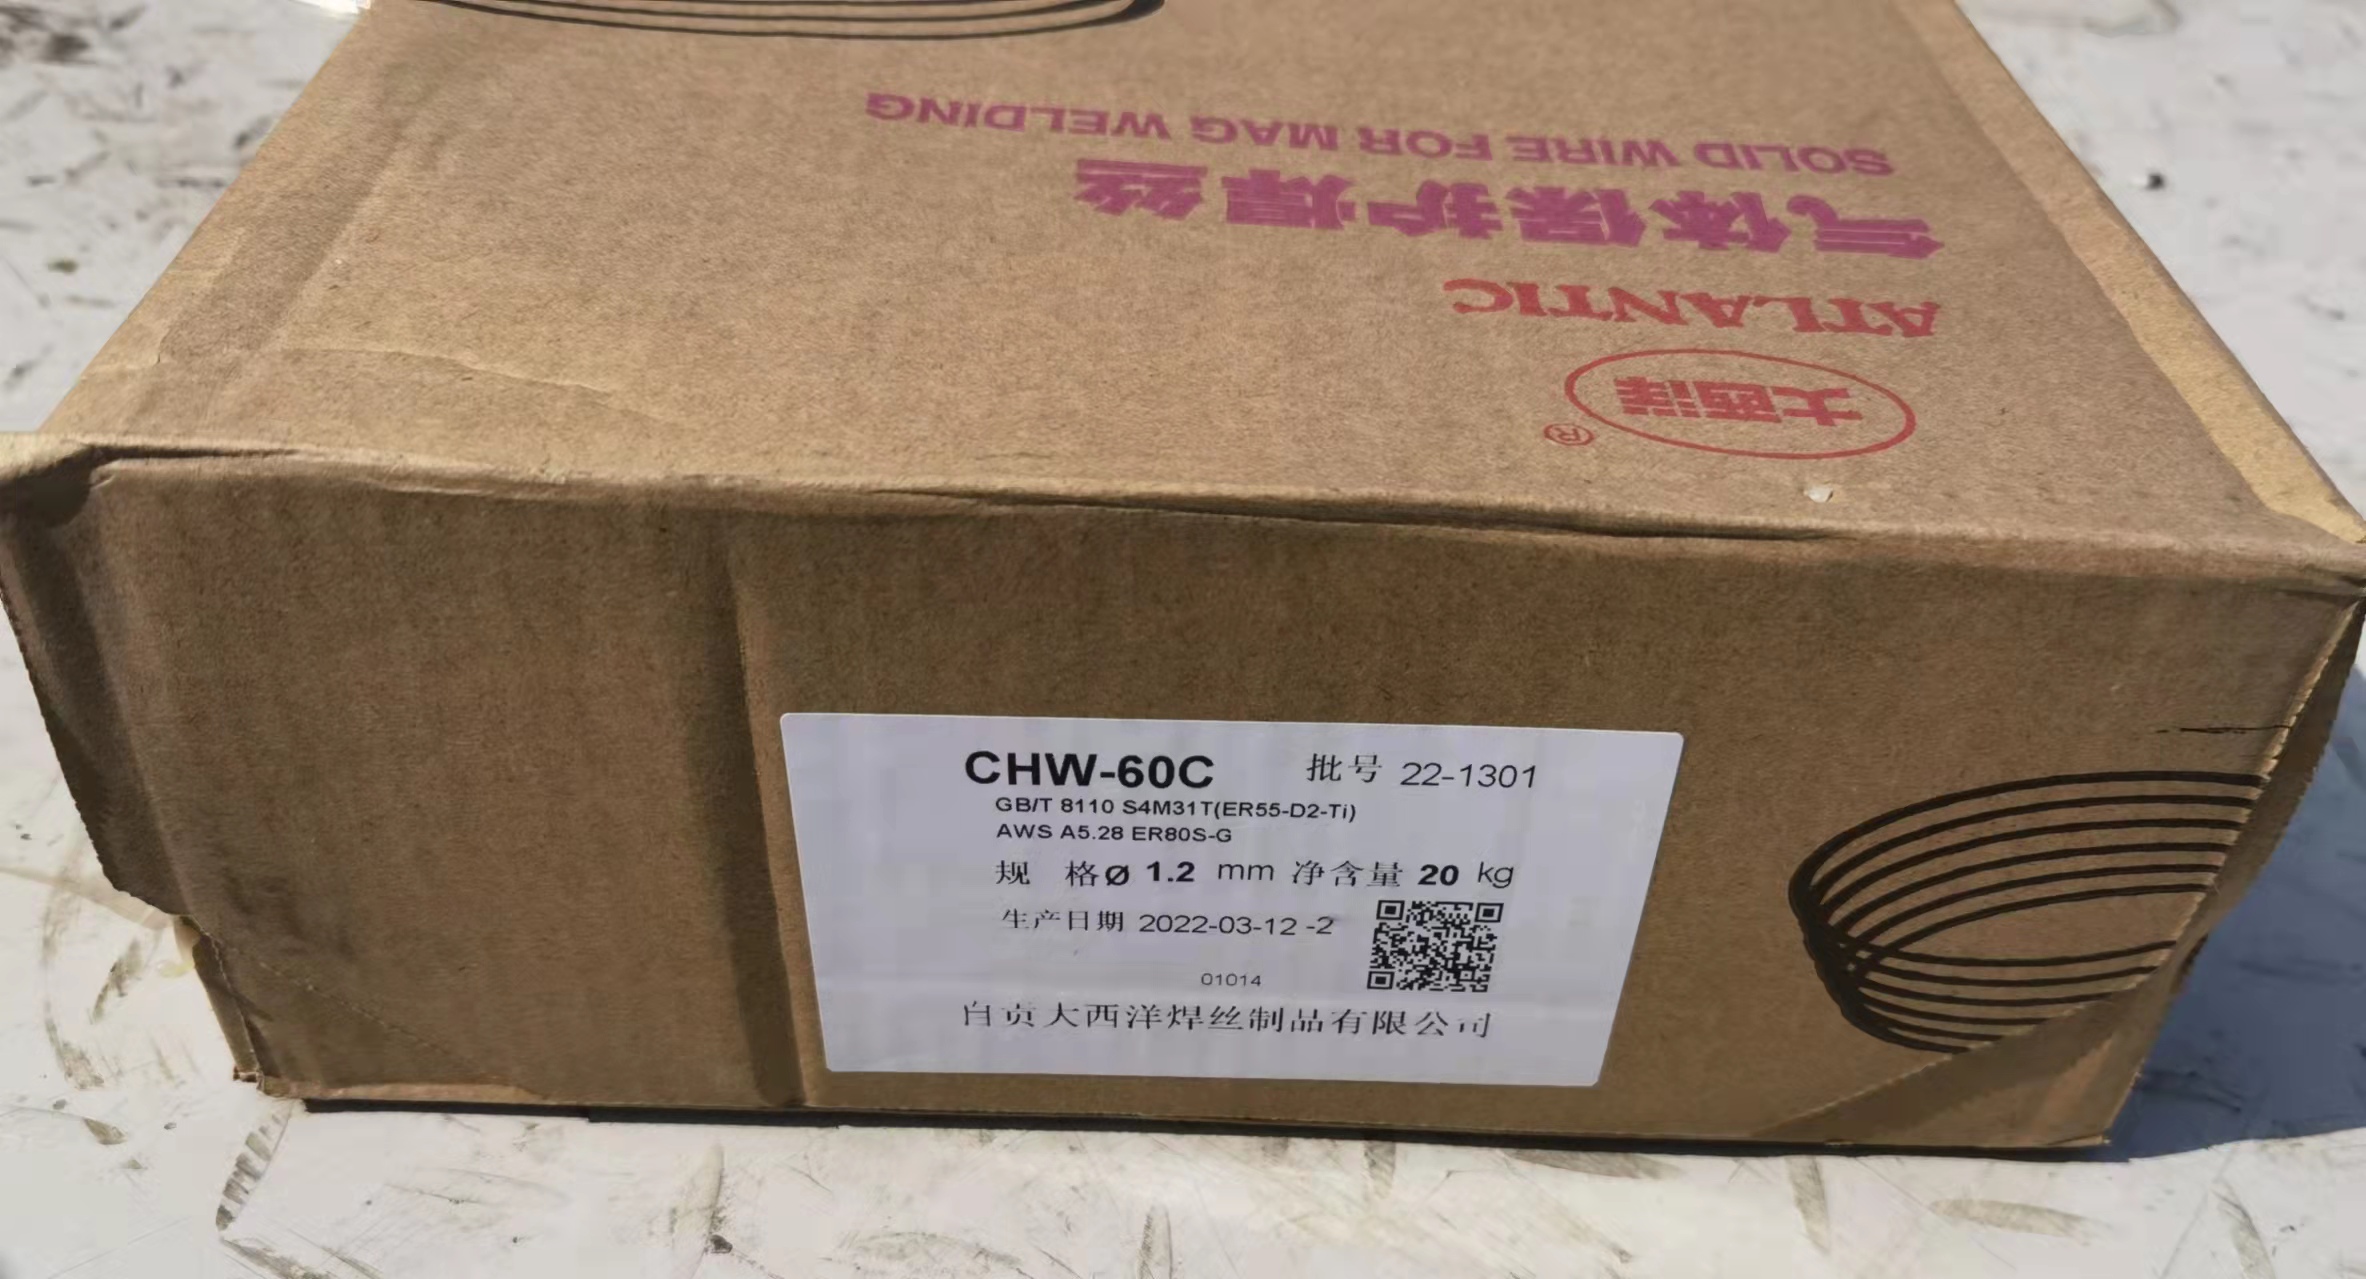 大西洋
®
ATLANTIC
气体保护焊丝
SOLID WIRE FOR MAG WELDING
CHW-60C 批号 22-1301
GB/T 8110 S4M31T(ER55-D2-Ti)
AWS A5.28 ER80S-G
规 格Ø 1.2 mm 净含量 20 kg
生产日期 2022-03-12 -2
01014
自贡大西洋焊丝制品有限公司